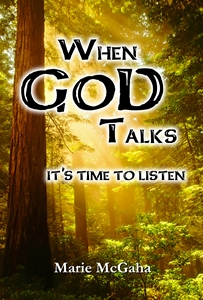 When
GOD
Talks
it's time to listen
Marie McGaha